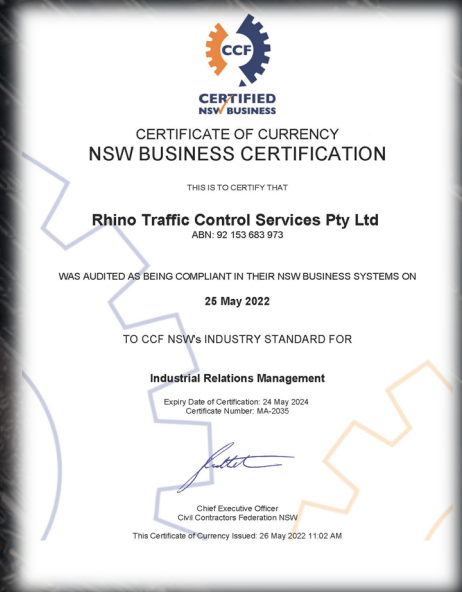 CCF
CERTIFIED
NSW BUSINESS
CERTIFICATE OF CURRENCY
NSW BUSINESS CERTIFICATION
THIS IS TO CERTIFY THAT
Rhino Traffic Control Services Pty Ltd
ABN: 92 153 683 973
WAS AUDITED AS BEING COMPLIANT IN THEIR NSW BUSINESS SYSTEMS ON
25 May 2022
TO CCF NSW's INDUSTRY STANDARD FOR
Industrial Relations Management
Expiry Date of Certification: 24 May 2024
Certificate Number: MA-2035
Chief Executive Officer
Civil Contractors Federation NSW
This Certificate of Currency Issued: 26 May 2022 11:02 AM